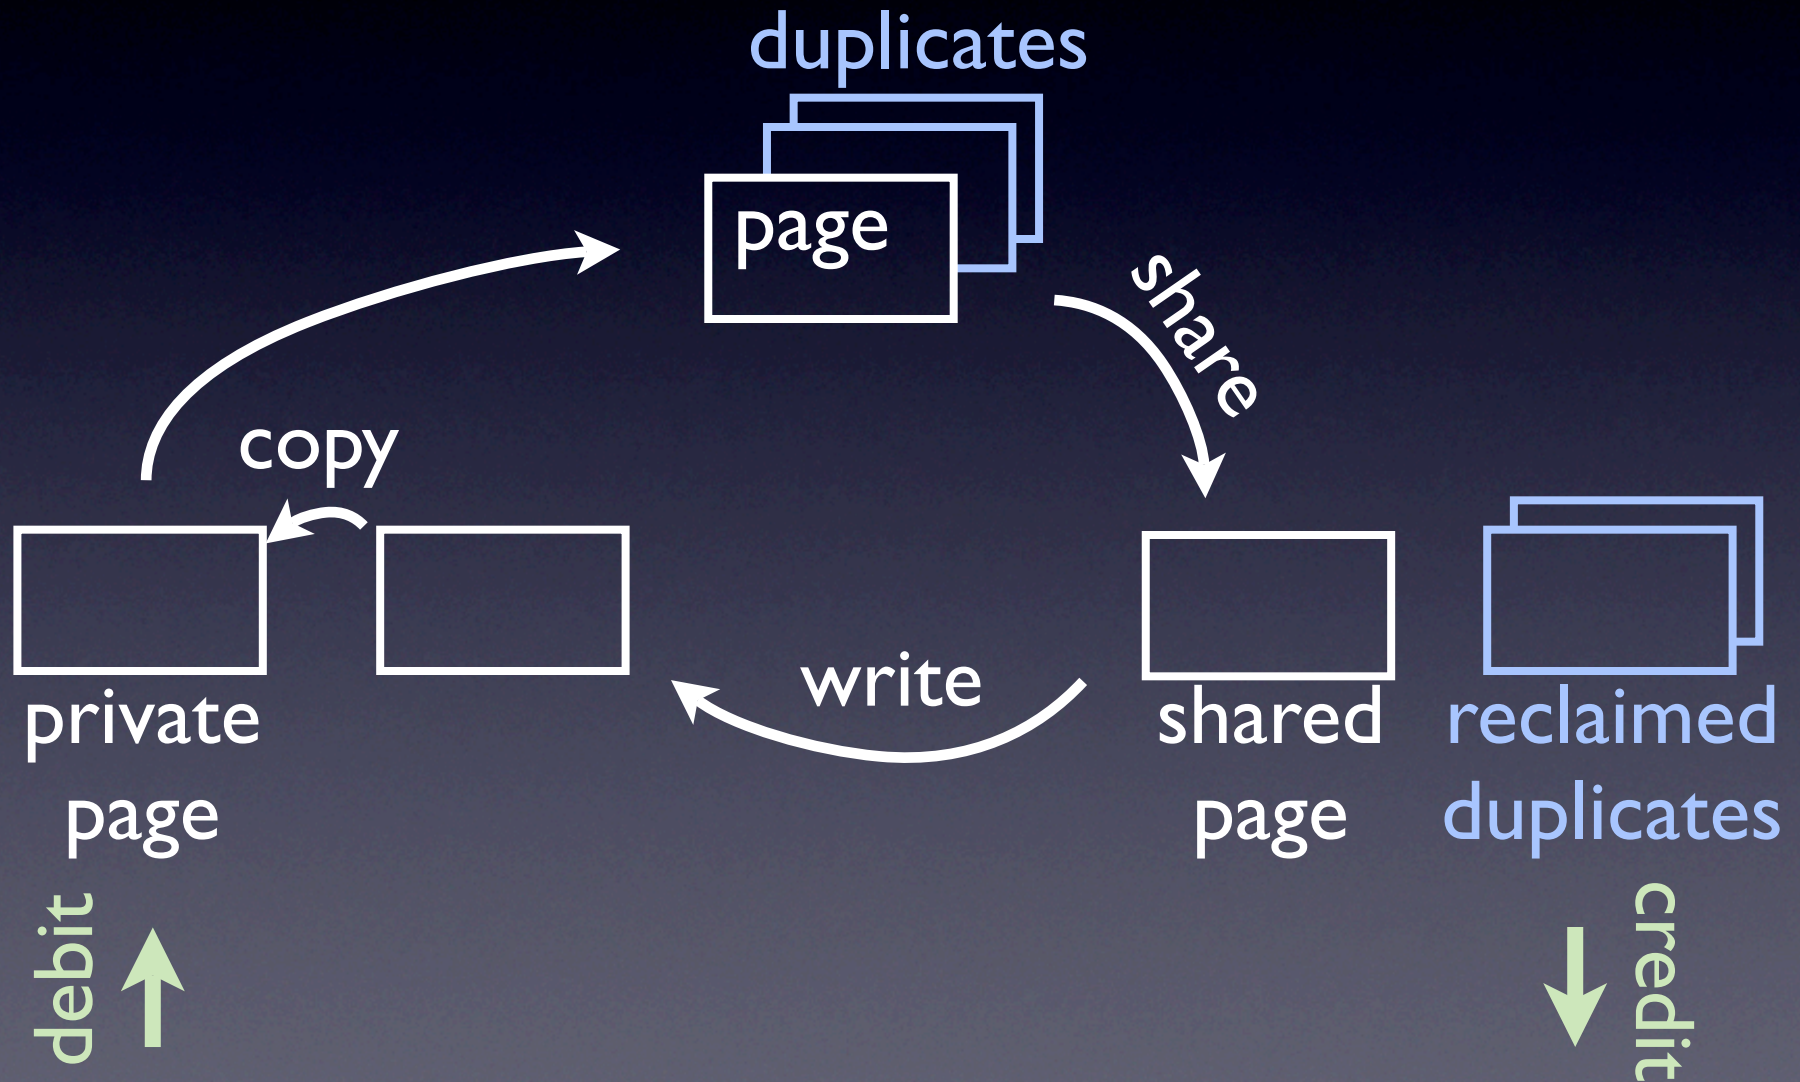 duplicates
page
share
copy
write
private
page
shared
page
reclaimed
duplicates
debit
credit